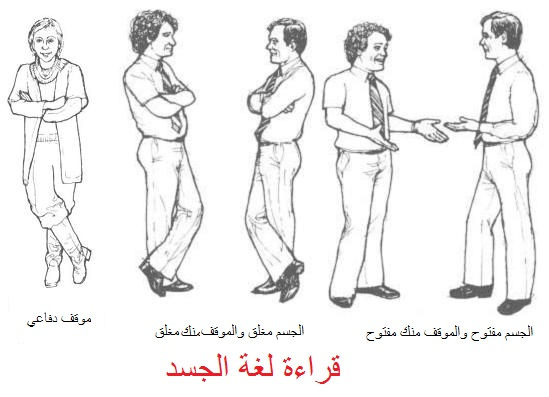 الجسم مفتوح والموقف منك مفتوح
الجسم مغلق والموقف منك مغلق
موقف دفاعي
قراءة لغة الجسد